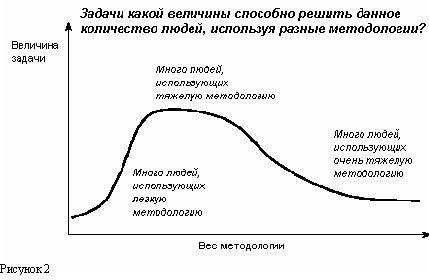 Задачи какой величины способно решить данное
количество людей, используя разные методологии?
Величина
задачи
Много людей,
использующих
тяжелую методологию
Много людей,
использующих
очень тяжелую
методологию
Много людей,
использующих
легкую
методологию
Вес методологии
Рисунок 2